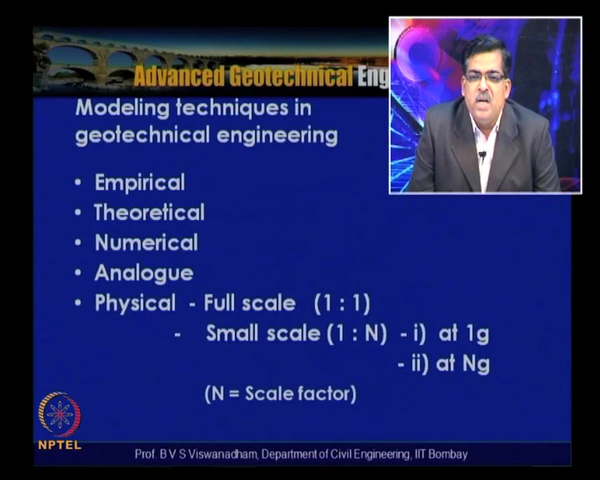 Advanced Geotechnical Eng
Modeling techniques in
geotechnical engineering
• Empirical
• Theoretical
• Numerical
• Analogue
• Physical - Full scale (1 : 1)
- Small scale (1 : N) - i) at 1g
- ii) at Ng
(N = Scale factor)
NPTEL
Prof. B V S Viswanadham, Department of Civil Engineering, IIT Bombay